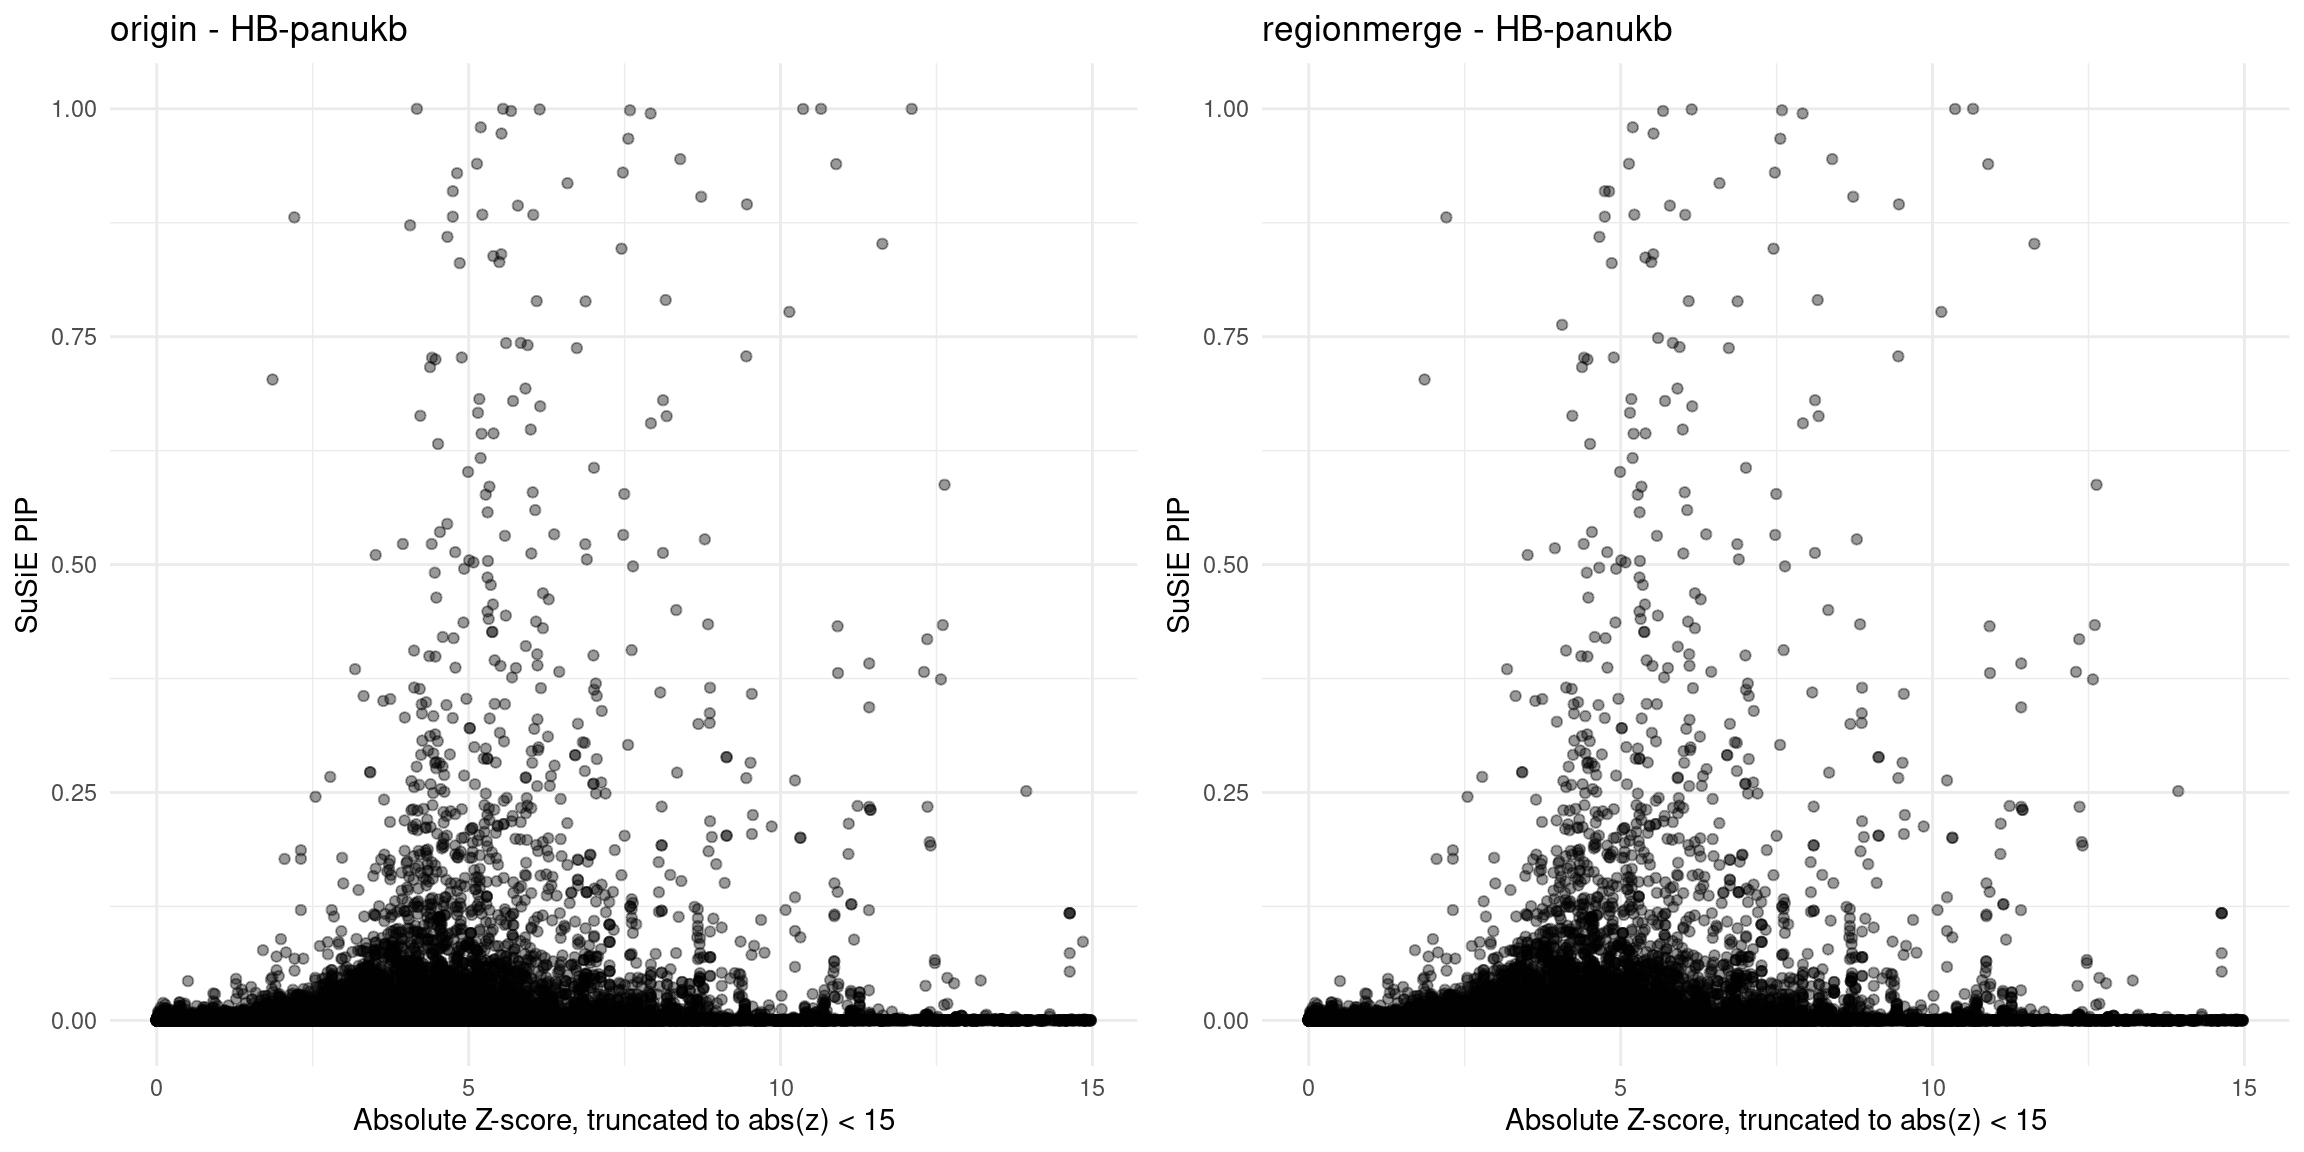 origin - HB-panukb
SuSiE PIP
1.00
0.75
0.50
0.25
0.00
0 5 10 15
Absolute Z-score, truncated to abs(z) < 15
regionmerge - HB-panukb
SuSiE PIP
1.00
0.75
0.50
0.25
0.00
0 5 10 15
Absolute Z-score, truncated to abs(z) < 15